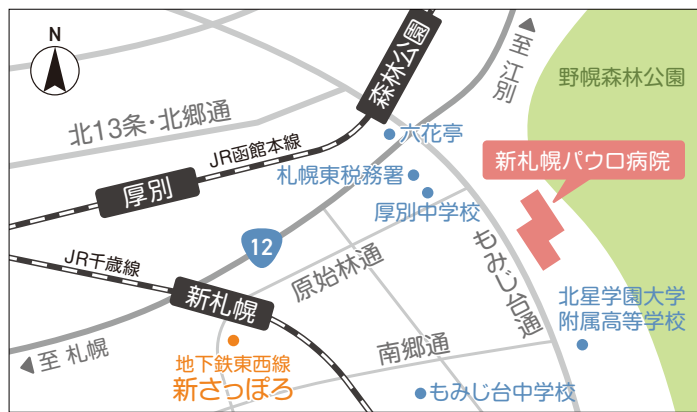 N
至 江別
野幌森林公園
森林公園
北13条・北郷通
六花亭
JR函館本線
新札幌パウロ病院
札幌東税務署
厚別
厚別中学校
12
もみじ台通
JR千歳線
原始林通
新札幌
北星学園大学
附属高等学校
至 札幌
地下鉄東西線
新さっぽろ
南郷通
もみじ台中学校